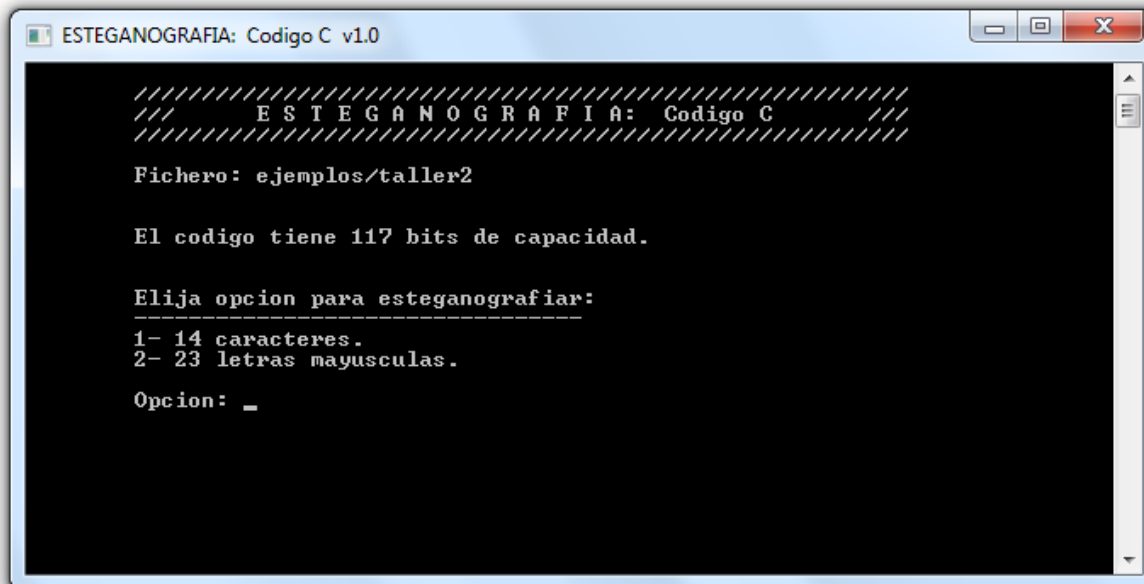 ESTEGANOGRAFIA: Codigo C v1.0
/////////////////////////////////////////////////////////
/// E S T E G A N O G R A F I A: Codigo C ///
/////////////////////////////////////////////////////////
Fichero: ejemplos/taller2
El codigo tiene 117 bits de capacidad.
Elija opcion para esteganografiar:
---------------------------------
1- 14 caracteres.
2- 23 letras mayusculas.
Opcion: _